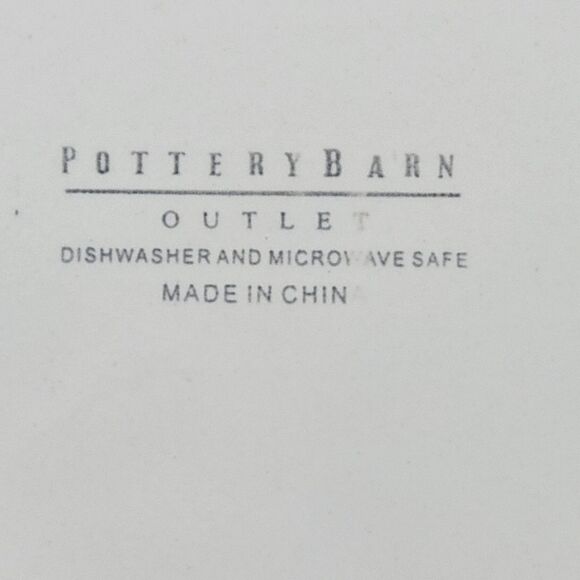 POTTERY BARN
OUTLET
DISHWASHER AND MICROWAVE SAFE
MADE IN CHINA